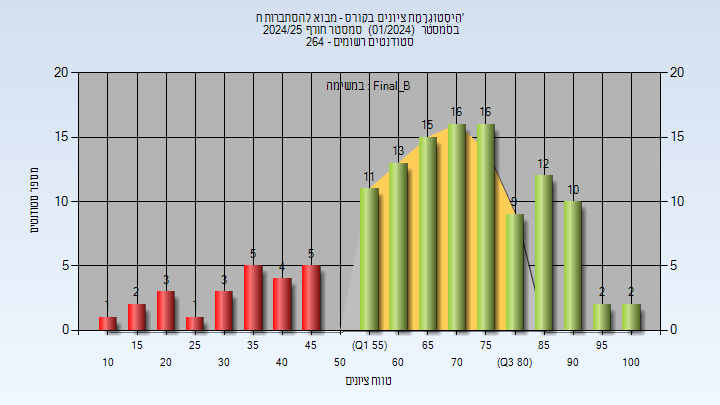 היסטוגרמת ציונים בקורס - מבוא להסתברות ח'
בסמסטר (01/2024) סמסטר חורף 2024/25
סטודנטים רשומים - 264
במשימה : Final_B
20 20
15 15
10 10
5 5
0 0
מספר סטודנטים
1 2 3 1 3 5 4 5 11 13 15 16 16 9 12 10 2 2
15 25 35 45 (Q1 55) 65 75 85 95
10 20 30 40 50 60 70 (Q3 80) 90 100
טווח ציונים